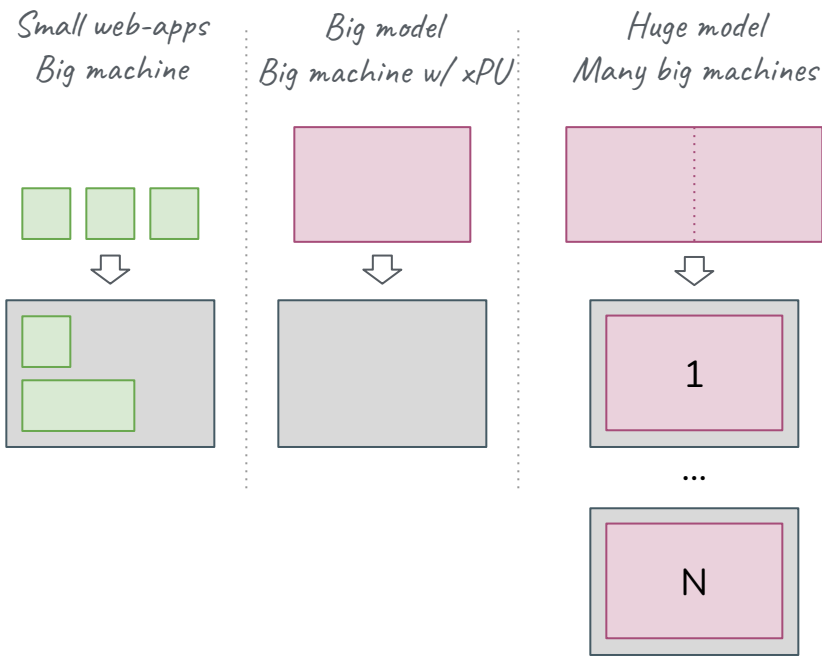 Small web-apps
Big machine
Big model
Big machine w/ xPU
Huge model
Many big machines
1
...
N